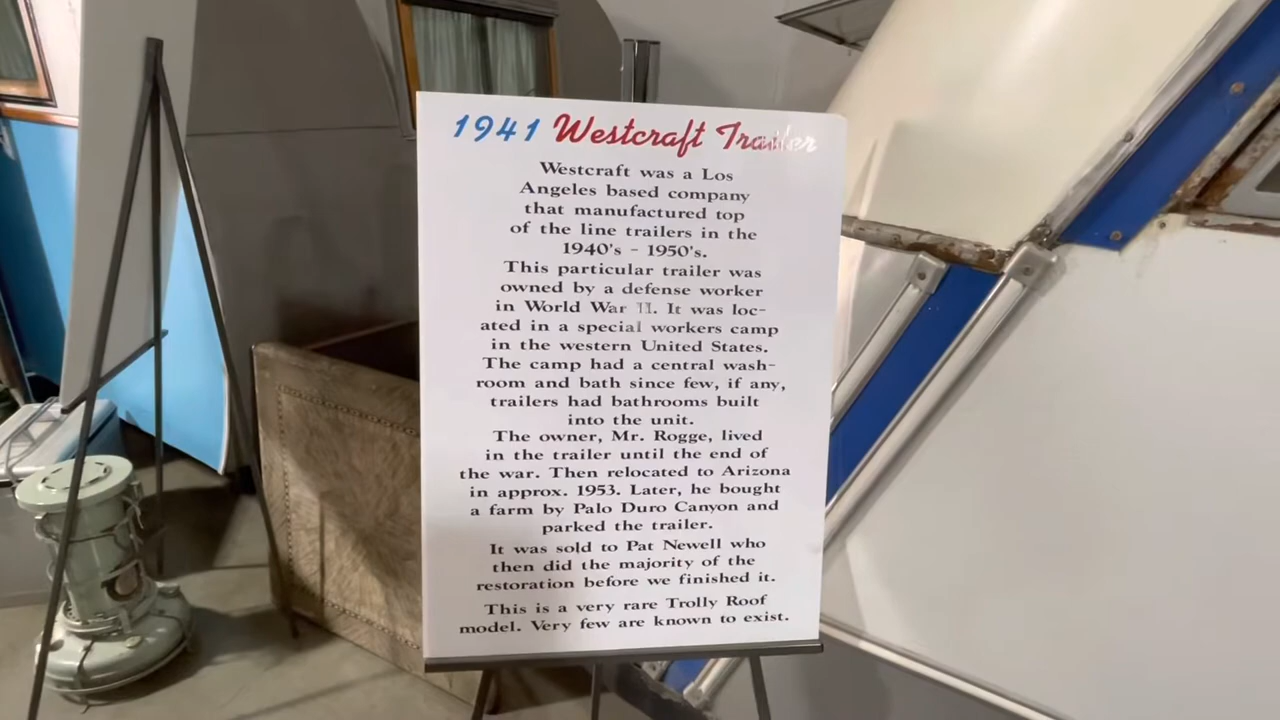 1941 Westcraft Trailer
Westcraft was a Los
Angeles based company
that manufactured top
of the line trailers in the
1940's - 1950's.
This particular trailer was
owned by a defense worker
in World War II. It was loc-
ated in a special workers camp
in the western United States.
The camp had a central wash-
room and bath since few, if any,
trailers had bathrooms built
into the unit.
The owner, Mr. Rogge, lived
in the trailer until the end of
the war. Then relocated to Arizona
in approx. 1953. Later, he bought
a farm by Palo Duro Canyon and
parked the trailer.
It was sold to Pat Newell who
then did the majority of the
restoration before we finished it.
This is a very rare Trolly Roof
model. Very few are known to exist.